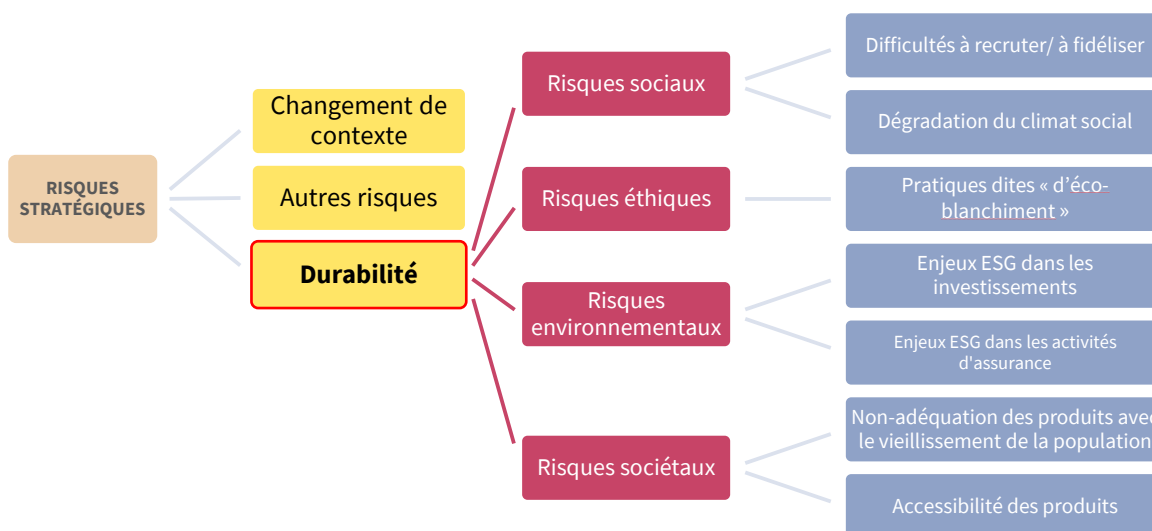 RISQUES
STRATÉGIQUES
Changement de
contexte
Autres risques
Durabilité
Risques sociaux
Risques éthiques
Risques
environnementaux
Risques sociétaux
Difficultés à recruter/ à fidéliser
Dégradation du climat social
Pratiques dites « d’éco-
blanchiment »
Enjeux ESG dans les
investissements
Enjeux ESG dans les activités
d'assurance
Non-adéquation des produits avec
le vieillissement de la population
Accessibilité des produits